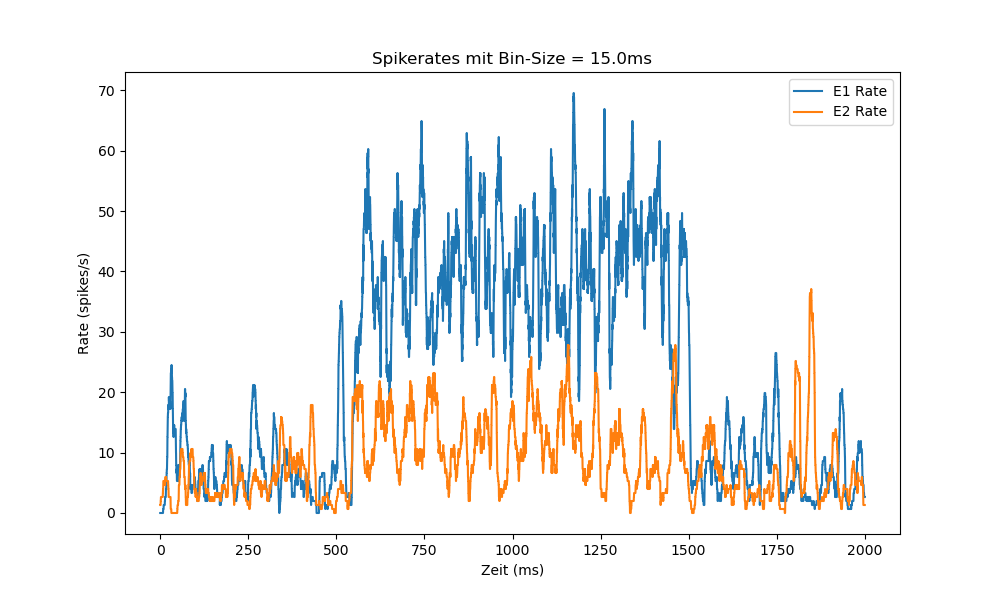 Spikerates mit Bin-Size = 15.0ms
E1 Rate
E2 Rate
70
60
50
40
30
20
10
0
Rate (spikes/s)
0 250 500 750 1000 1250 1500 1750 2000
Zeit (ms)